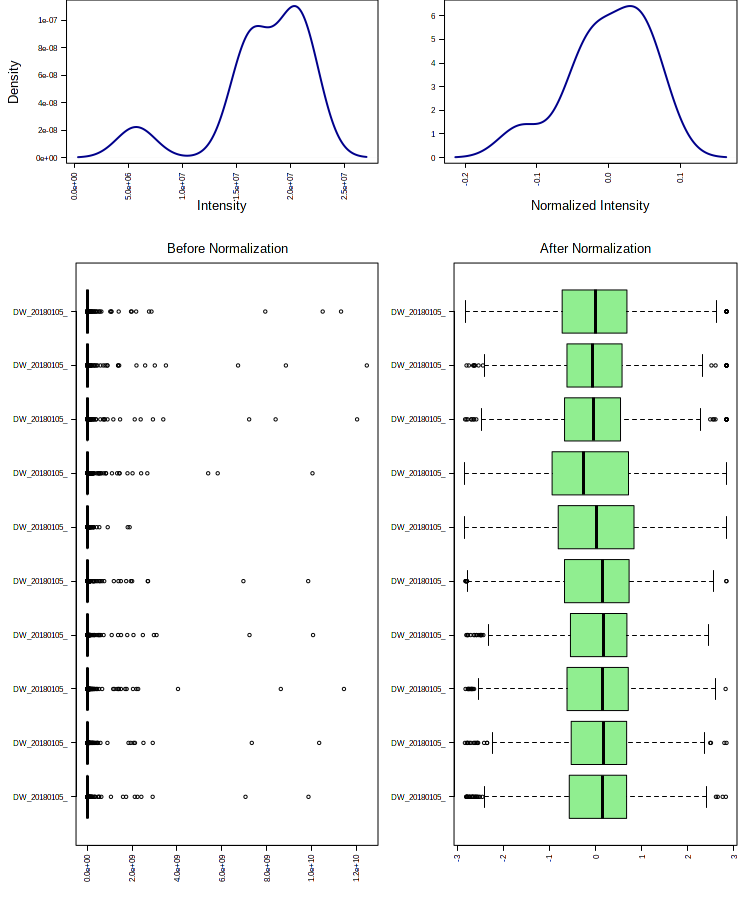 Density
1e-07
8e-08
6e-08
4e-08
2e-08
0e+00
0.0e+00
5.0e+06
1.0e+07
1.5e+07
2.0e+07
2.5e+07
Intensity
6
5
4
3
2
1
0
-0.2
-0.1
0.0
0.1
Normalized Intensity
Before Normalization
DW_20180105_
DW_20180105_
DW_20180105_
DW_20180105_
DW_20180105_
DW_20180105_
DW_20180105_
DW_20180105_
DW_20180105_
DW_20180105_
0.0e+00
2.0e+09
4.0e+09
6.0e+09
8.0e+09
1.0e+10
1.2e+10
After Normalization
DW_20180105_
DW_20180105_
DW_20180105_
DW_20180105_
DW_20180105_
DW_20180105_
DW_20180105_
DW_20180105_
DW_20180105_
DW_20180105_
-3
-2
-1
0
1
2
3